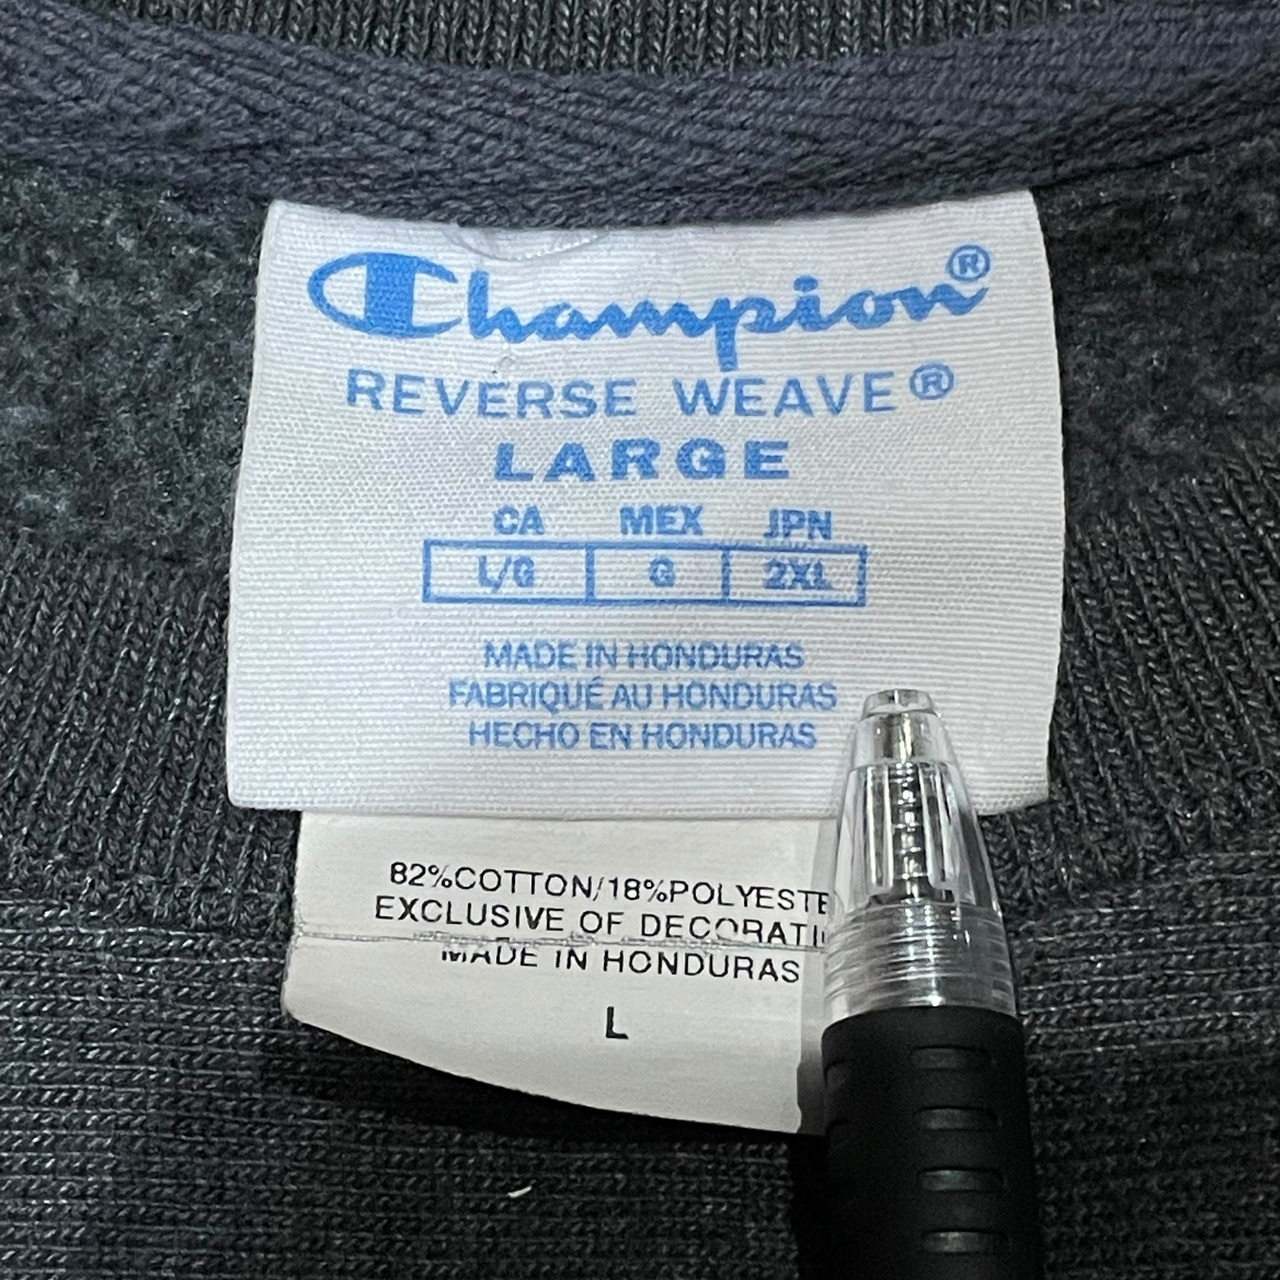 Champion®
REVERSE WEAVE®
LARGE
CA MEX JPN
L/G G 2XL
MADE IN HONDURAS
FABRIQUÉ AU HONDURAS
HECHO EN HONDURAS
82%COTTON/18%POLYESTE
EXCLUSIVE OF DECORATI
MADE IN HONDURAS
L